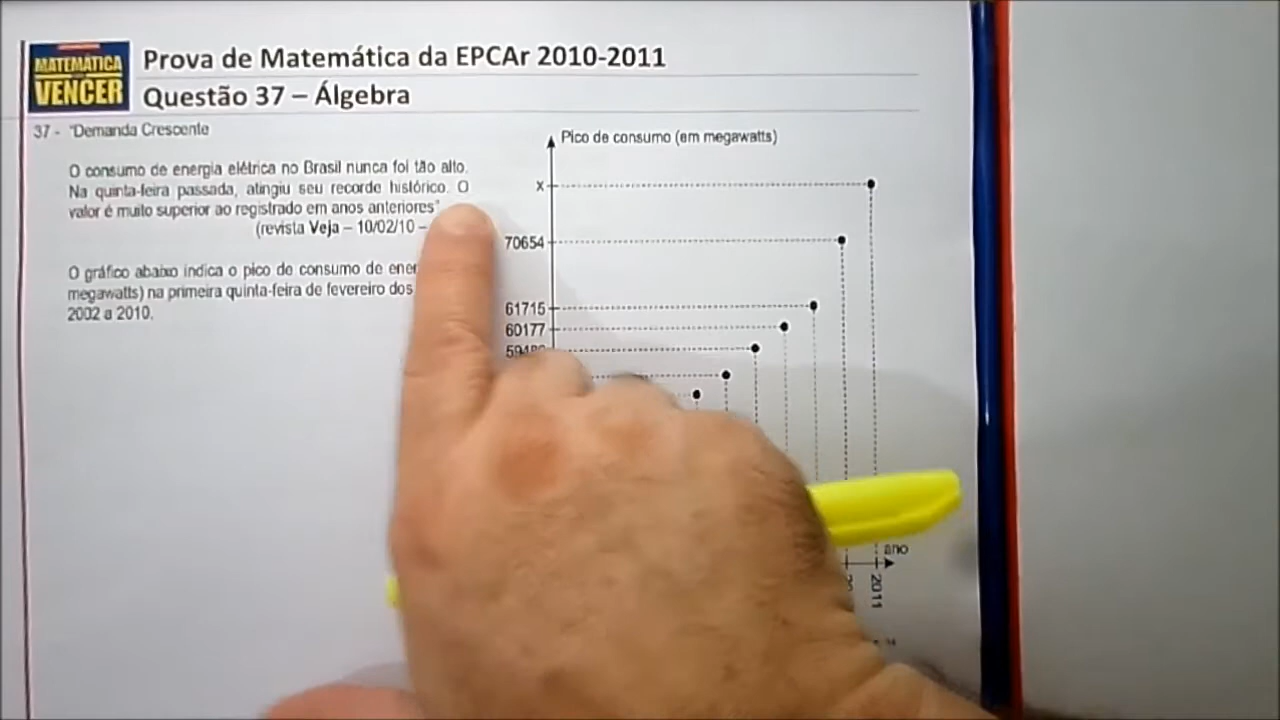 MATEMÁTICA
VENCER
Prova de Matemática da EPCAr 2010-2011
Questão 37 – Álgebra
37 - “Demanda Crescente
O consumo de energia elétrica no Brasil nunca foi tão alto.
Na quinta-feira passada, atingiu seu recorde histórico. O
valor é muito superior ao registrado em anos anteriores”
(revista Veja – 10/02/10 –
O gráfico abaixo indica o pico de consumo de
megawatts) na primeira quinta-feira de fevereiro dos
2002 a 2010.
Pico de consumo (em megawatts)
x
70654
61715
60177
ano
2011